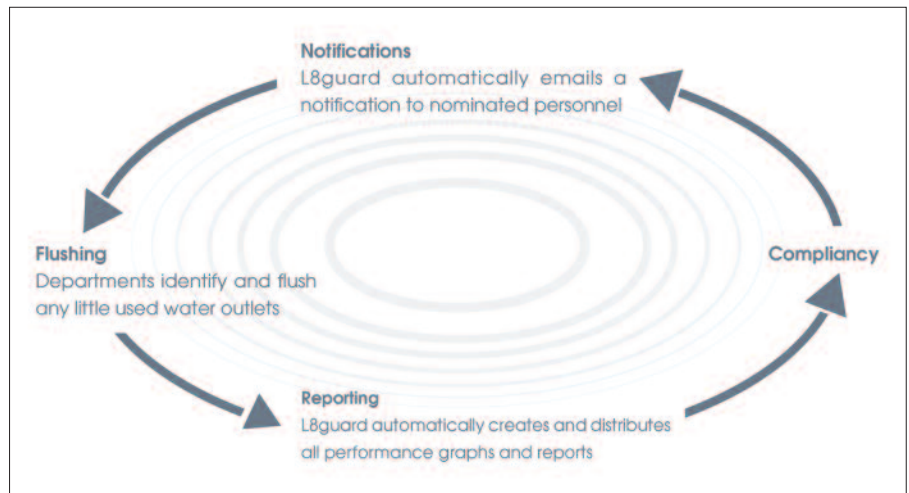 Notifications
L8guard automatically emails a
notification to nominated personnel
Flushing
Departments identify and flush
any little used water outlets
Compliancy
Reporting
L8guard automatically creates and distributes
all performance graphs and reports